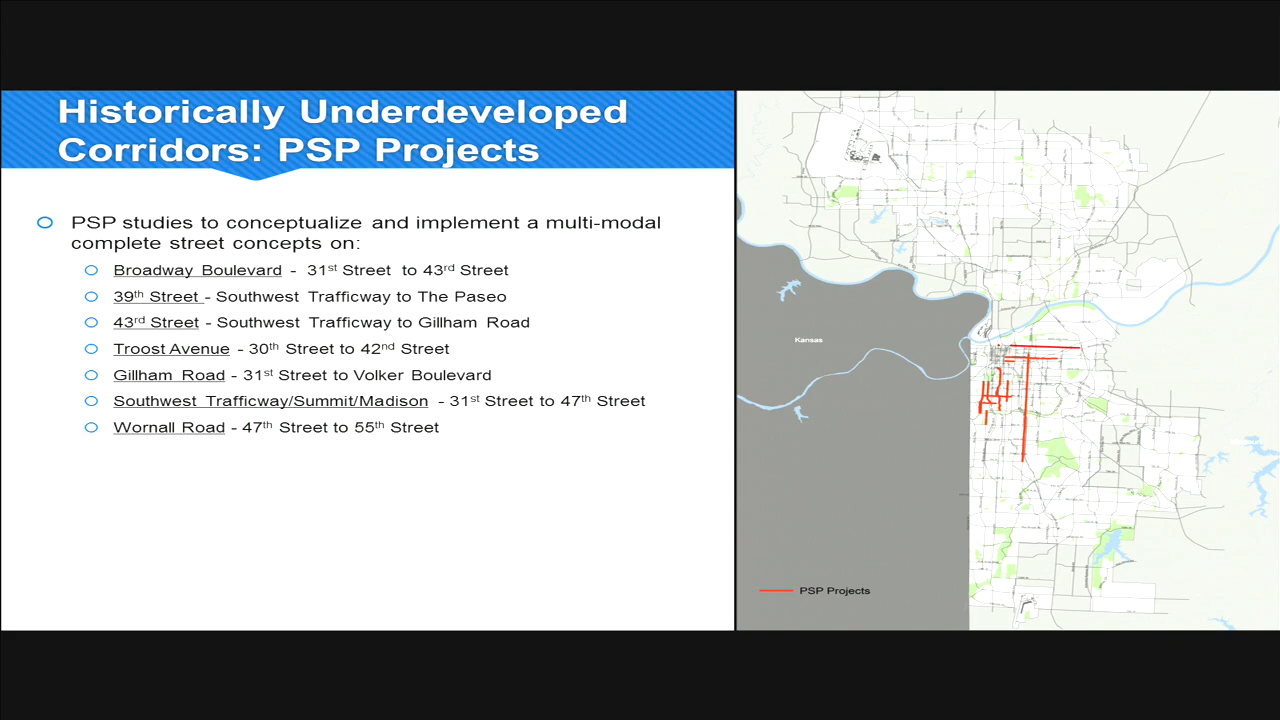 Historically Underdeveloped
Corridors: PSP Projects
PSP studies to conceptualize and implement a multi-modal
complete street concepts on:
Broadway Boulevard - 31st Street to 43rd Street
39th Street - Southwest Trafficway to The Paseo
43rd Street - Southwest Trafficway to Gillham Road
Troost Avenue - 30th Street to 42nd Street
Gillham Road - 31st Street to Volker Boulevard
Southwest Trafficway/Summit/Madison - 31st Street to 47th Street
Wornall Road - 47th Street to 55th Street
Kansas
PSP Projects